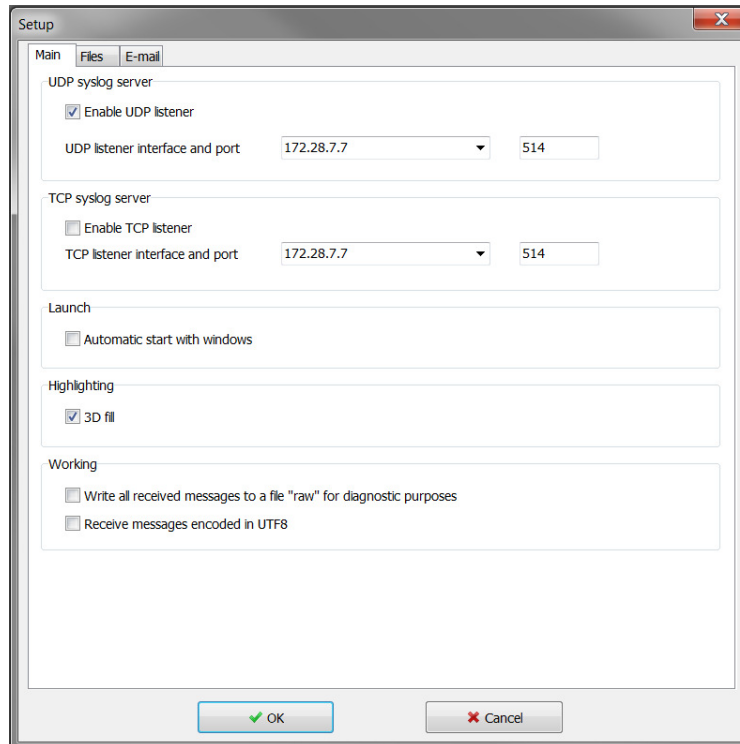 Setup
Main Files E-mail
UDP syslog server
Enable UDP listener
UDP listener interface and port 172.28.7.7 514
TCP syslog server
Enable TCP listener
TCP listener interface and port 172.28.7.7 514
Launch
Automatic start with windows
Highlighting
3D fill
Working
Write all received messages to a file "raw" for diagnostic purposes
Receive messages encoded in UTF8
OK Cancel